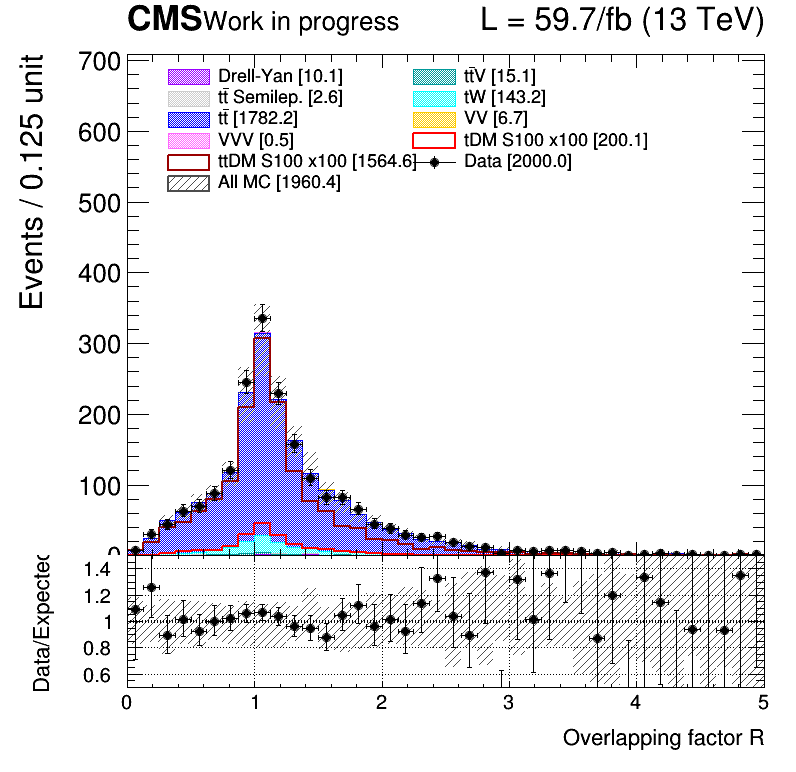 CMS Work in progress L = 59.7/fb (13 TeV)
Events / 0.125 unit
700
600
500
400
300
200
100
0
Drell-Yan [10.1]
tt̄ Semilep. [2.6]
tt̄ [1782.2]
VVV [0.5]
ttDM S100 x100 [1564.6]
All MC [1960.4]
tt̄V [15.1]
tW [143.2]
VV [6.7]
tDM S100 x100 [200.1]
Data [2000.0]
Data/Expected
1.4
1.2
1
0.8
0.6
0 1 2 3 4 5
Overlapping factor R